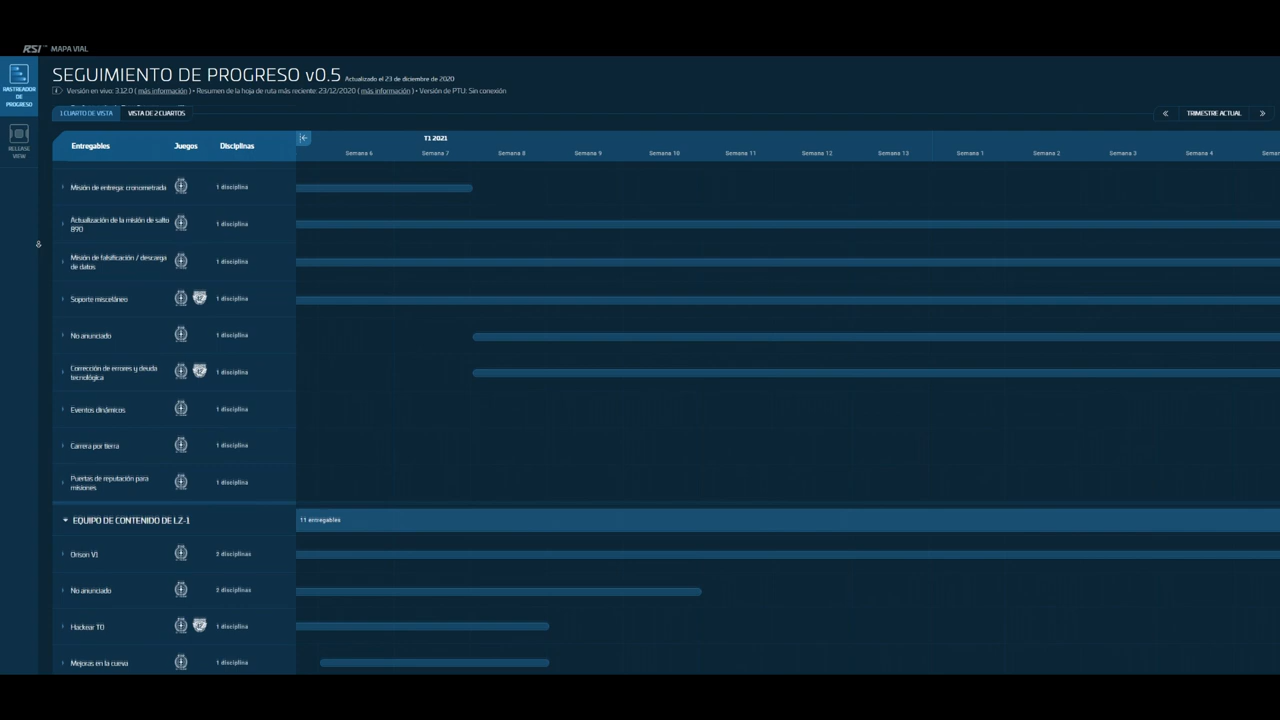 RSI™ MAPA VIAL
RASTREADOR
DE
PROGRESO
RELEASE
VIEW
SEGUIMIENTO DE PROGRESO v0.5 Actualizado el 23 de diciembre de 2020
Versión en vivo: 3.12.0 ( más información ) • Resumen de la hoja de ruta más reciente: 23/12/2020 ( más información ) • Versión de PTU: Sin conexión
1 CUARTO DE VISTA VISTA DE 2 CUARTOS
« TRIMESTRE ACTUAL »
Entregables Juegos Disciplinas
T1 2021
Semana 6 Semana 7 Semana 8 Semana 9 Semana 10 Semana 11 Semana 12 Semana 13 Semana 1 Semana 2 Semana 3 Semana 4 Seman
Misión de entrega: cronometrada 1 disciplina
Actualización de la misión de salto
890 1 disciplina
Misión de falsificación / descarga
de datos 1 disciplina
Soporte misceláneo 1 disciplina
No anunciado 1 disciplina
Corrección de errores y deuda
tecnológica 1 disciplina
Eventos dinámicos 1 disciplina
Carrera por tierra 1 disciplina
Puertas de reputación para
misiones 1 disciplina
EQUIPO DE CONTENIDO DE LZ-1 11 entregables
Orison V1 2 disciplinas
No anunciado 2 disciplinas
Hackear T0 1 disciplina
Mejoras en la cueva 1 disciplina